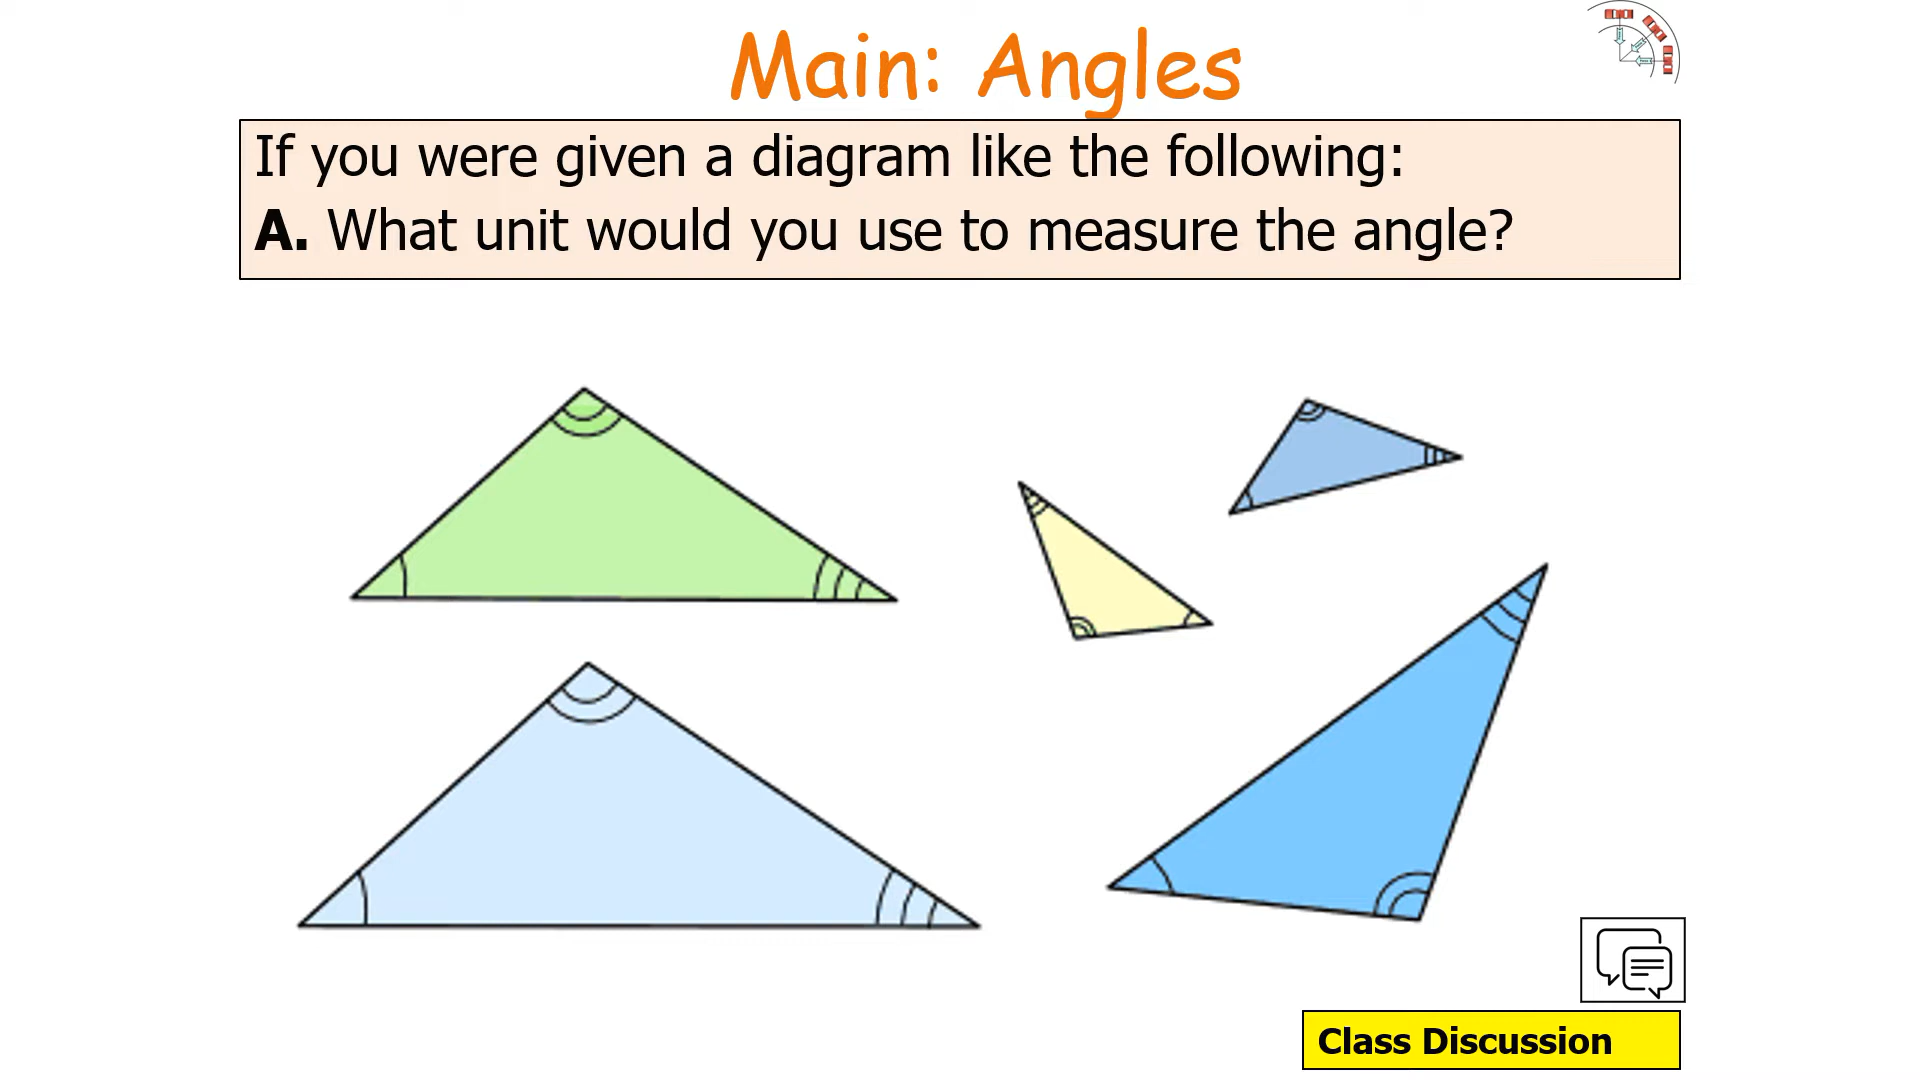 Main: Angles
If you were given a diagram like the following:
A. What unit would you use to measure the angle?
Class Discussion